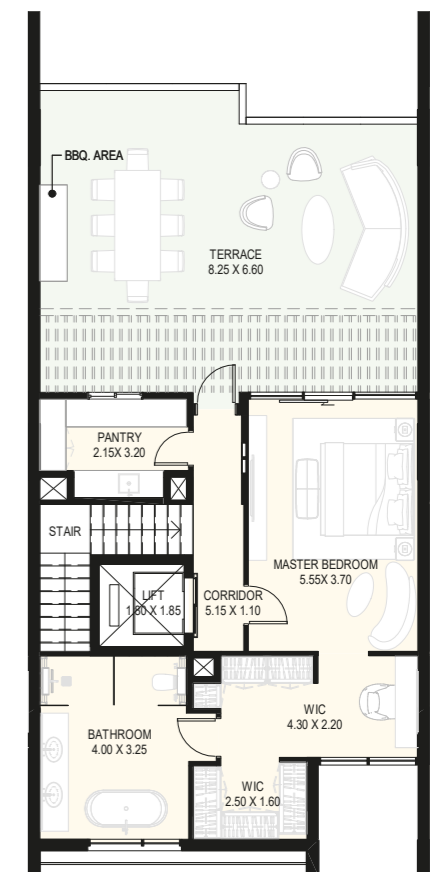 BBQ. AREA
TERRACE
8.25 X 6.60
PANTRY
2.15X 3.20
STAIR
MASTER BEDROOM
5.55X 3.70
LIFT
1.80 X 1.85
CORRIDOR
5.15 X 1.10
WIC
4.30 X 2.20
BATHROOM
4.00 X 3.25
WIC
2.50 X 1.60